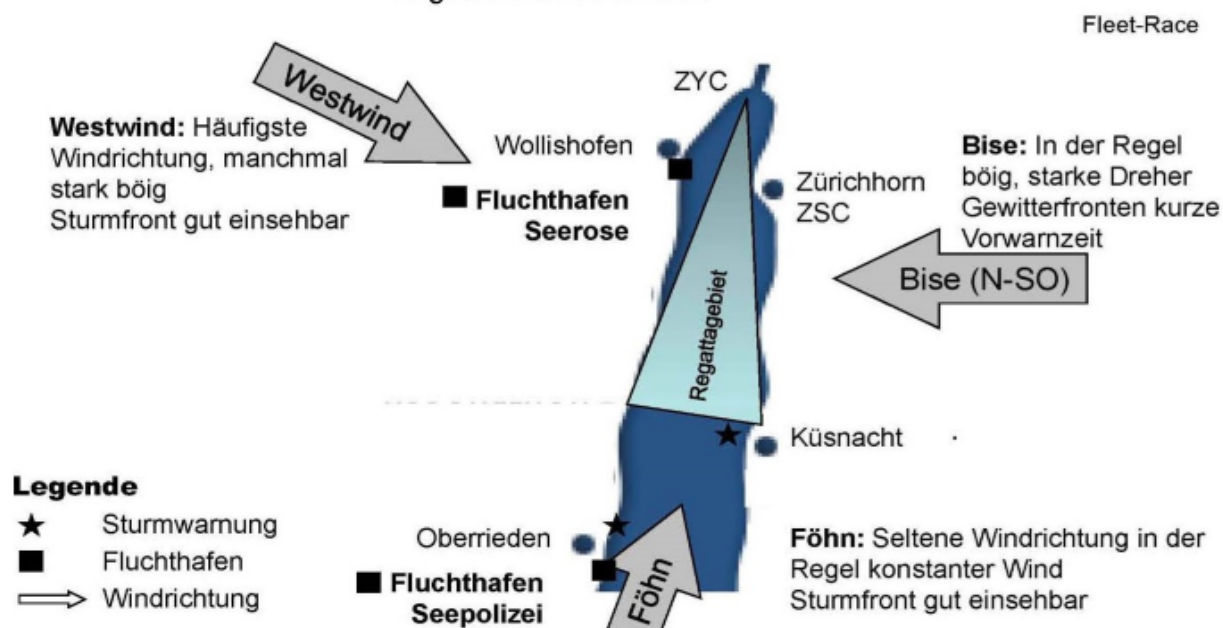 Fleet-Race
Westwind
ZYC
Westwind: Häufigste
Windrichtung, manchmal
stark böig
Sturmfront gut einsehbar
Wollishofen
Fluchthafen
Seerose
Zürichhorn
ZSC
Bise: In der Regel
böig, starke Dreher
Gewitterfronten kurze
Vorwarnzeit
Bise (N-SO)
Regattagebiet
Küsnacht
Legende
Sturmwarnung
Fluchthafen
Windrichtung
Oberrieden
Fluchthafen
Seepolizei
Föhn
Föhn: Seltene Windrichtung in der
Regel konstanter Wind
Sturmfront gut einsehbar